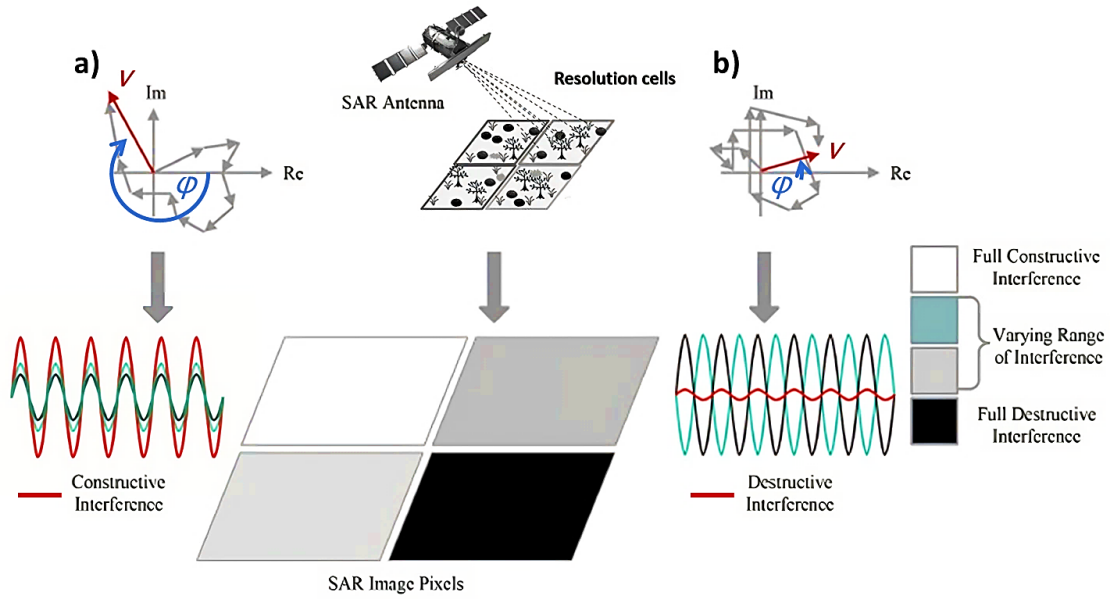 a)
V
Im
Re
φ
SAR Antenna
Resolution cells
b)
Im
V
Re
φ
Full Constructive
Interference
Varying Range
of Interference
Full Destructive
Interference
Constructive
Interference
Destructive
Interference
SAR Image Pixels